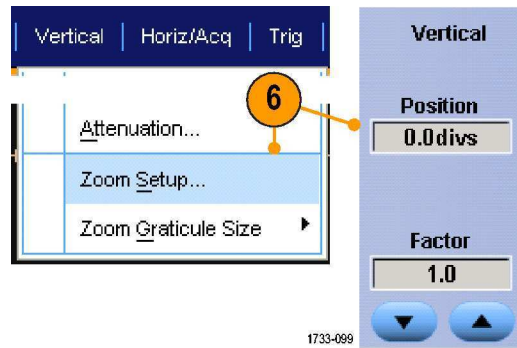 Vertical Horiz/Acq Trig
Attenuation...
Zoom Setup...
Zoom Graticule Size
6
Vertical
Position
0.0divs
Factor
1.0
1733-099